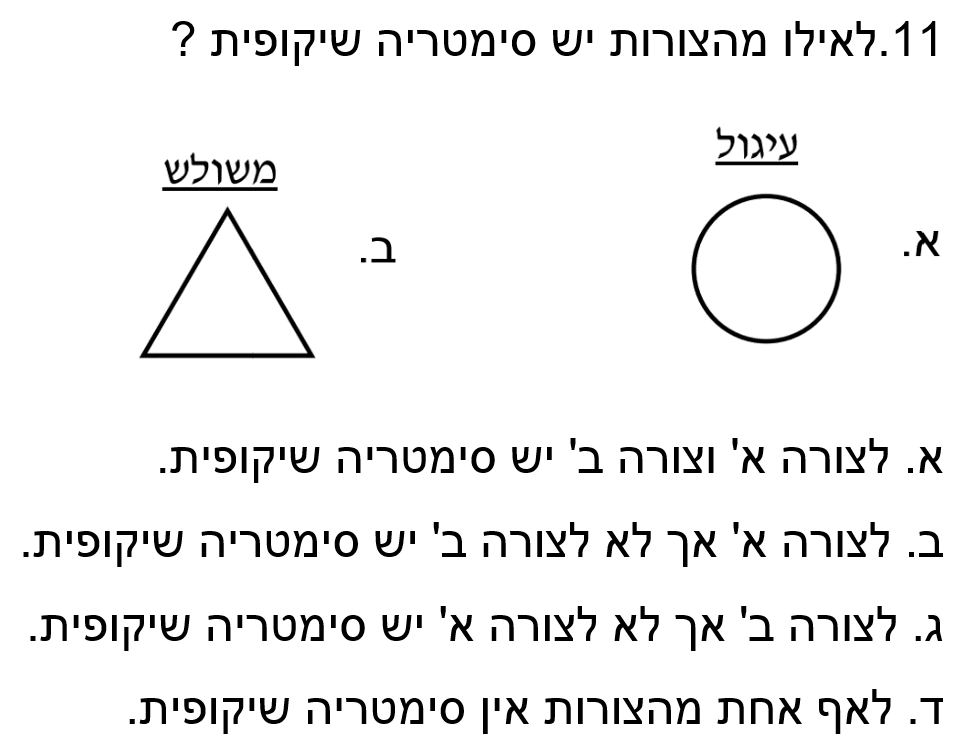 11.לאילו מהצורות יש סימטריה שיקופית ?
עיגול
משולש
א.
ב.
א. לצורה א' וצורה ב' יש סימטריה שיקופית.
ב. לצורה א' אך לא לצורה ב' יש סימטריה שיקופית.
ג. לצורה ב' אך לא לצורה א' יש סימטריה שיקופית.
ד. לאף אחת מהצורות אין סימטריה שיקופית.